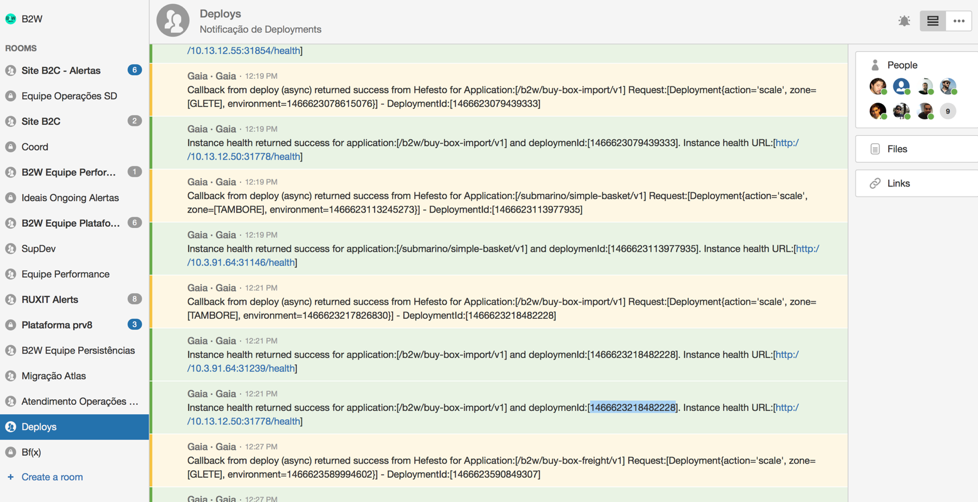 B2W
ROOMS
Site B2C - Alertas 6
Equipe Operações SD
Site B2C 2
Coord
B2W Equipe Perfor... 1
Ideais Ongoing Alertas
B2W Equipe Platafo... 6
SupDev
Equipe Performance
RUXIT Alerts 8
Plataforma prv8 3
B2W Equipe Persistências
Migração Atlas
Atendimento Operações ...
Deploys
Bf(x)
+ Create a room
Deploys
Notificação de Deployments
/10.13.12.55:31854/health]
Gaia · Gaia · 12:19 PM
Callback from deploy (async) returned success from Hefesto for Application:[/b2w/buy-box-import/v1] Request:[Deployment{action='scale', zone=
[GLETE], environment=1466623078615076}] - DeploymentId:[1466623079439333]
Gaia · Gaia · 12:19 PM
Instance health returned success for application:[/b2w/buy-box-import/v1] and deploymenId:[1466623079439333]. Instance health URL:[http:/
/10.13.12.50:31778/health]
Gaia · Gaia · 12:19 PM
Callback from deploy (async) returned success from Hefesto for Application:[/submarino/simple-basket/v1] Request:[Deployment{action='scale',
zone=[TAMBORE], environment=1466623113245273}] - DeploymentId:[1466623113977935]
Gaia · Gaia · 12:19 PM
Instance health returned success for application:[/submarino/simple-basket/v1] and deploymenId:[1466623113977935]. Instance health URL:[http:/
/10.3.91.64:31146/health]
Gaia · Gaia · 12:21 PM
Callback from deploy (async) returned success from Hefesto for Application:[/b2w/buy-box-import/v1] Request:[Deployment{action='scale', zone=
[TAMBORE], environment=1466623217826830}] - DeploymentId:[1466623218482228]
Gaia · Gaia · 12:21 PM
Instance health returned success for application:[/b2w/buy-box-import/v1] and deploymenId:[1466623218482228]. Instance health URL:[http:/
/10.3.91.64:31239/health]
Gaia · Gaia · 12:21 PM
Instance health returned success for application:[/b2w/buy-box-import/v1] and deploymenId:[1466623218482228]. Instance health URL:[http:/
/10.13.12.50:31778/health]
Gaia · Gaia · 12:27 PM
Callback from deploy (async) returned success from Hefesto for Application:[/b2w/buy-box-freight/v1] Request:[Deployment{action='scale', zone=
[GLETE], environment=1466623589994602}] - DeploymentId:[1466623590849307]
Gaia · Gaia · 12:27 PM
People
9
Files
Links